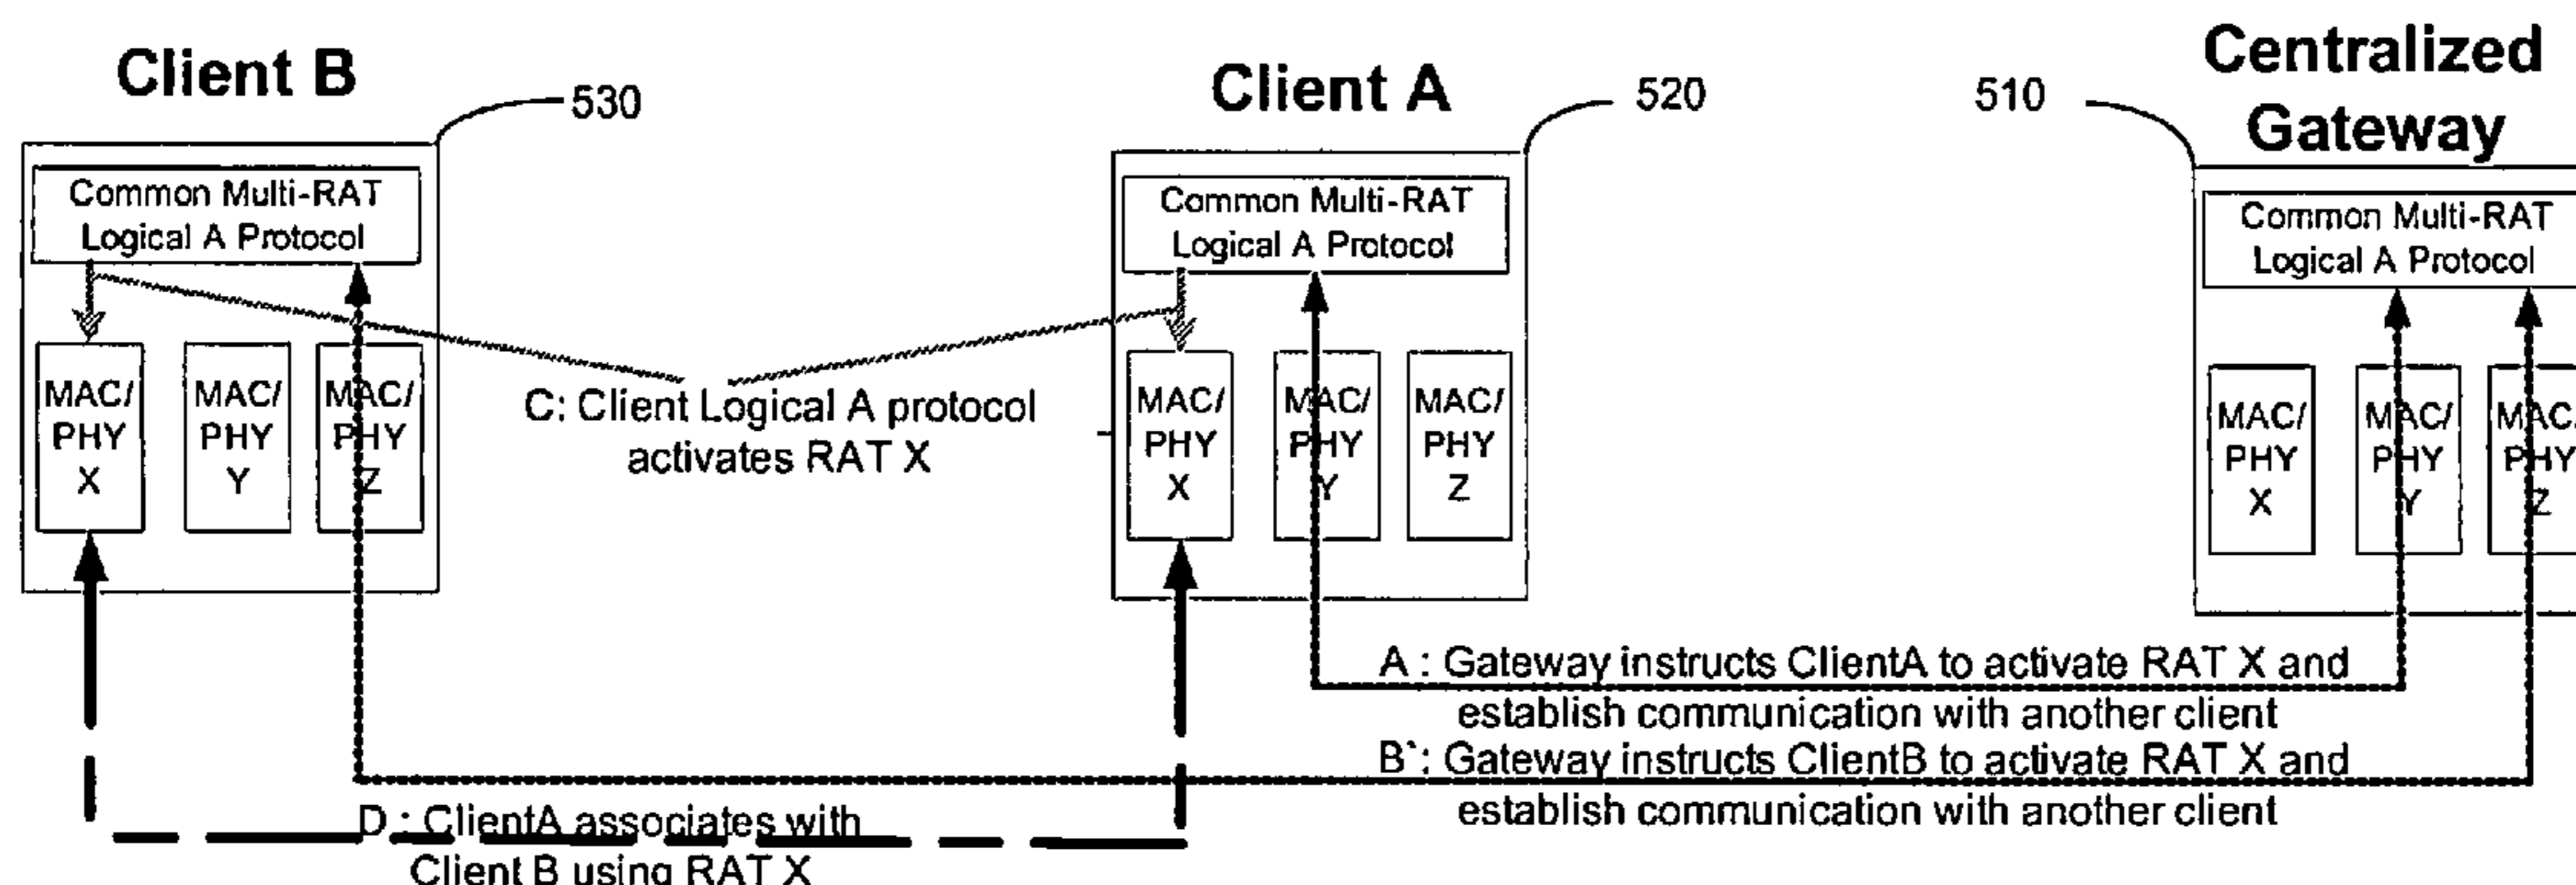 Client B
530
Common Multi-RAT
Logical A Protocol
MAC/
PHY
X
MAC/
PHY
Y
MAC/
PHY
Z
C: Client Logical A protocol
activates RAT X
Client A
520
Common Multi-RAT
Logical A Protocol
MAC/
PHY
X
MAC/
PHY
Y
MAC/
PHY
Z
510
Centralized
Gateway
Common Multi-RAT
Logical A Protocol
MAC/
PHY
X
MAC/
PHY
Y
MAC/
PHY
Z
A : Gateway instructs ClientA to activate RAT X and
establish communication with another client
B`: Gateway instructs ClientB to activate RAT X and
establish communication with another client
D : ClientA associates with
Client B using RAT X